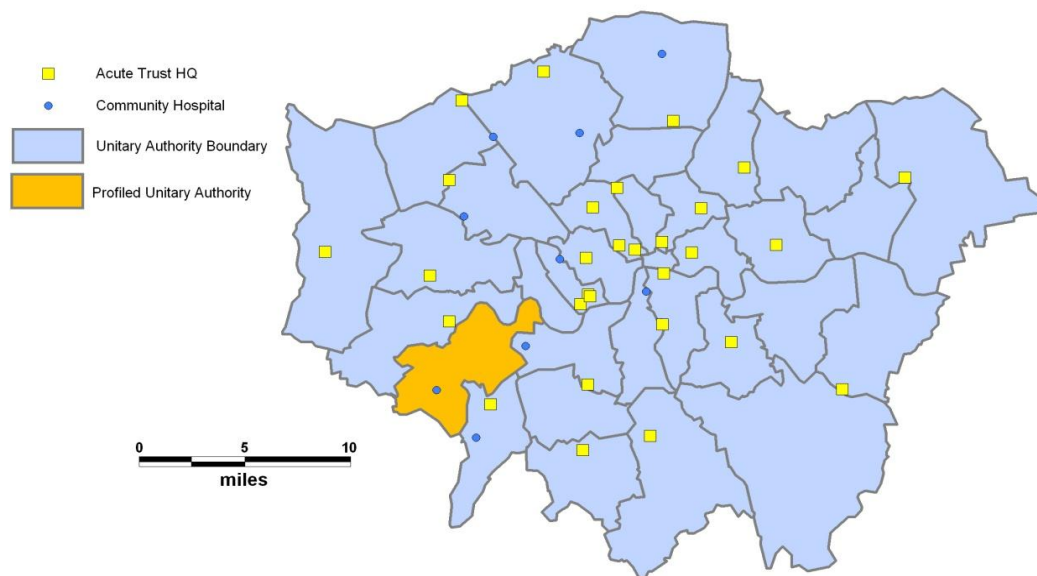 Acute Trust HQ
Community Hospital
Unitary Authority Boundary
Profiled Unitary Authority
0 5 10
miles